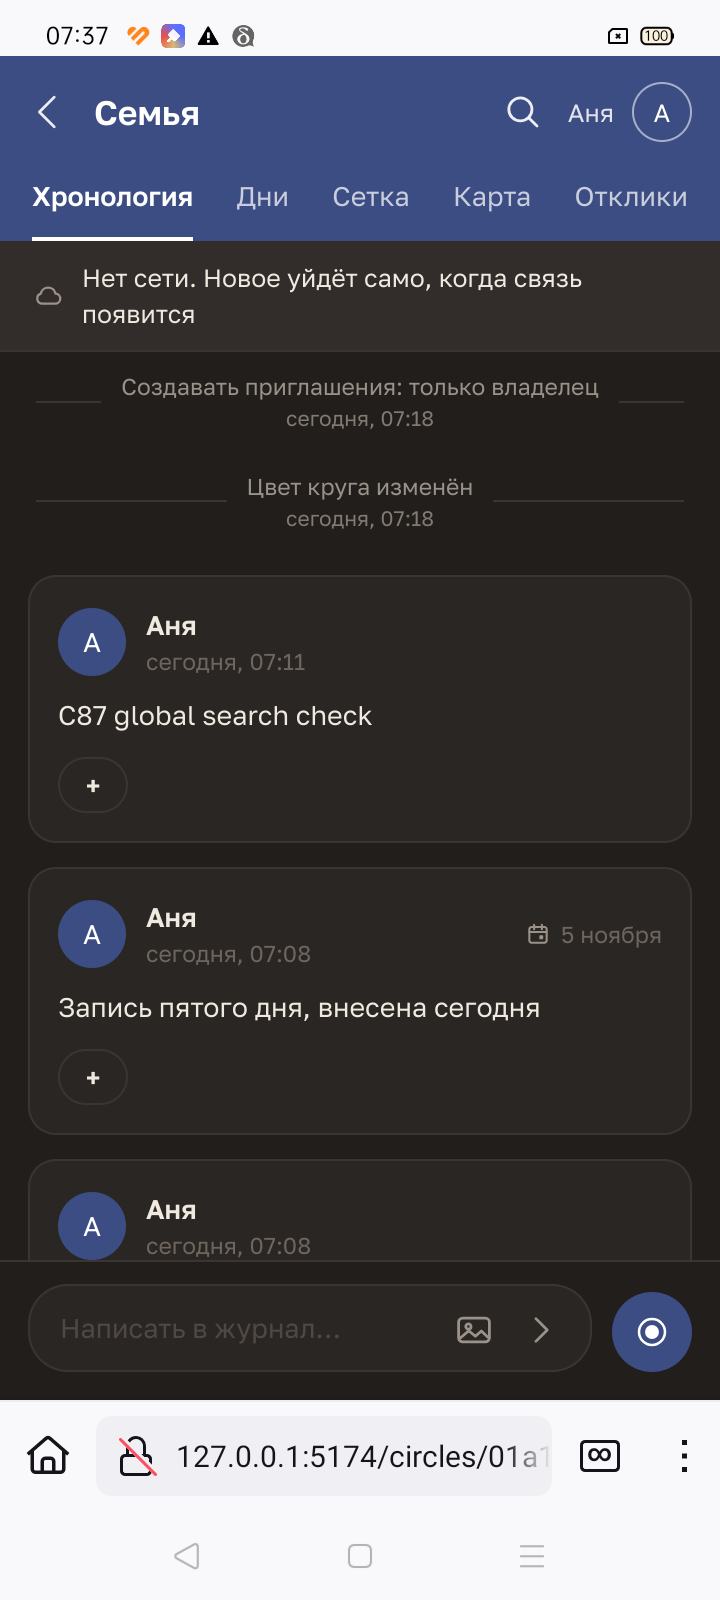 07:37
100
Семья
Аня
А
Хронология Дни Сетка Карта Отклики
Нет сети. Новое уйдёт само, когда связь
появится
Создавать приглашения: только владелец
сегодня, 07:18
Цвет круга изменён
сегодня, 07:18
А
Аня
сегодня, 07:11
C87 global search check
+
А
Аня
сегодня, 07:08
5 ноября
Запись пятого дня, внесена сегодня
+
А
Аня
сегодня, 07:08
Написать в журнал...
127.0.0.1:5174/circles/01a1